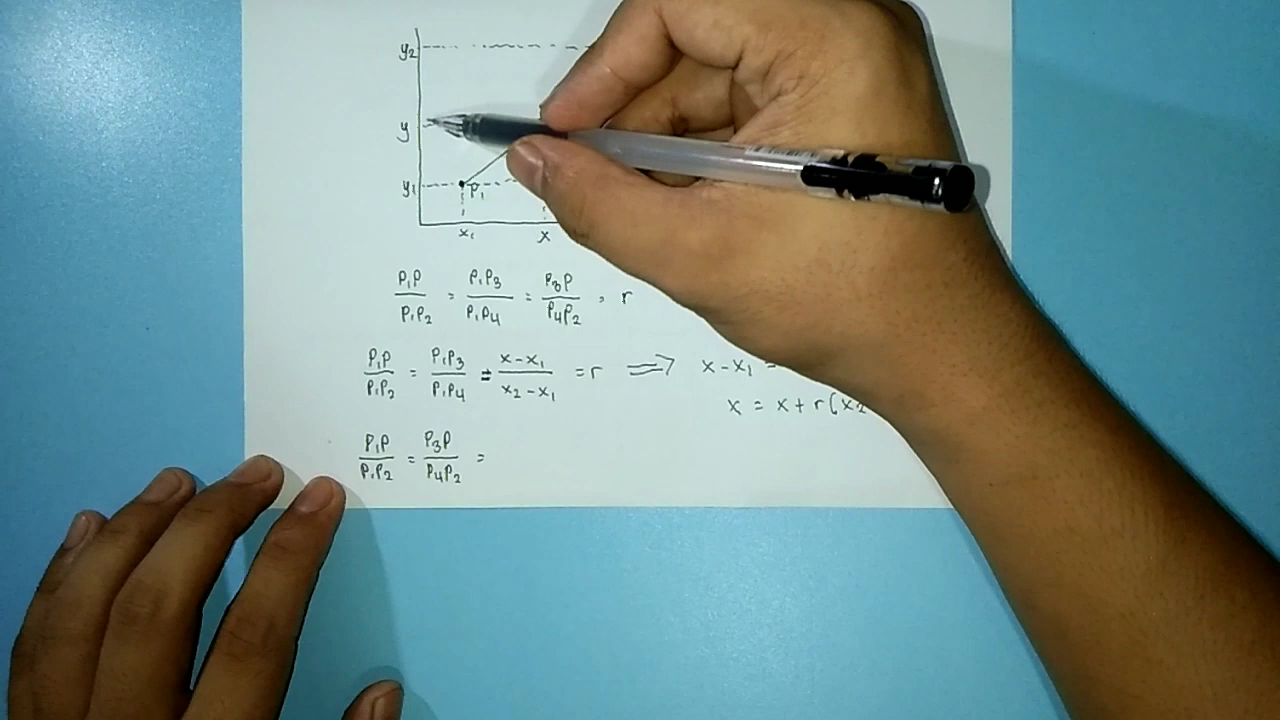 y₂
y
y₁
P₁
x₁ x
P₁P/P₁P₂ = P₁P₃/P₁P₄ = P₃P/P₄P₂ = r
P₁P/P₁P₂ = P₁P₃/P₁P₄ = x-x₁/x₂-x₁ = r ⟹ x-x₁ =
x = x + r(x₂
P₁P/P₁P₂ = P₃P/P₄P₂ =